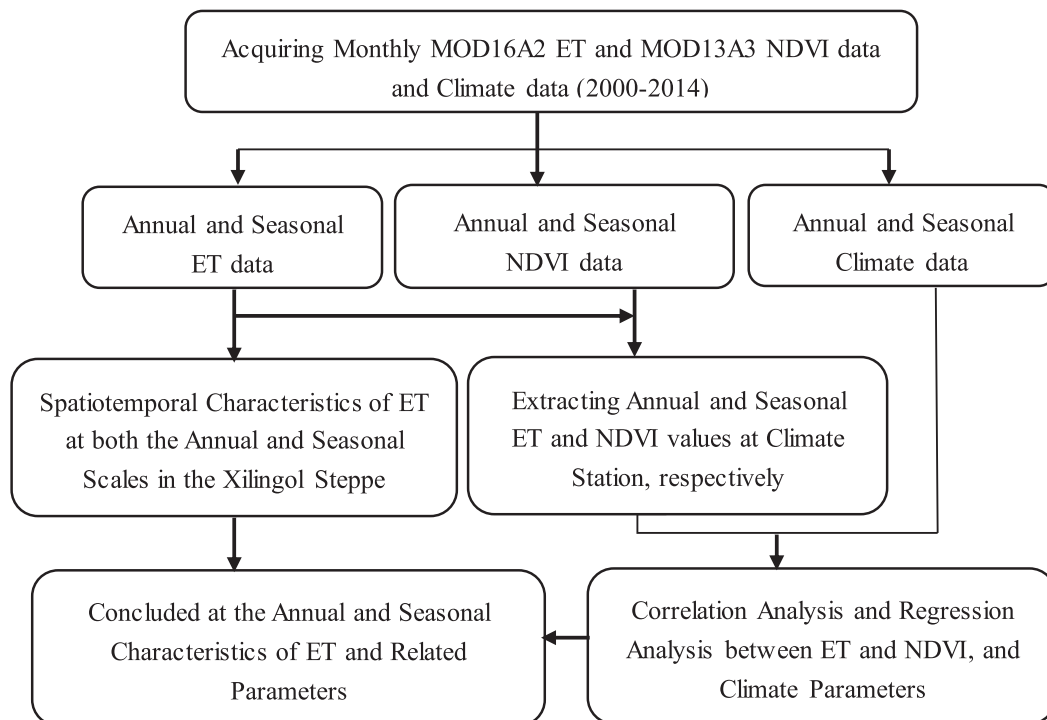 Acquiring Monthly MOD16A2 ET and MOD13A3 NDVI data
and Climate data (2000-2014)
Annual and Seasonal
ET data
Annual and Seasonal
NDVI data
Annual and Seasonal
Climate data
Spatiotemporal Characteristics of ET
at both the Annual and Seasonal
Scales in the Xilingol Steppe
Extracting Annual and Seasonal
ET and NDVI values at Climate
Station, respectively
Concluded at the Annual and Seasonal
Characteristics of ET and Related
Parameters
Correlation Analysis and Regression
Analysis between ET and NDVI, and
Climate Parameters